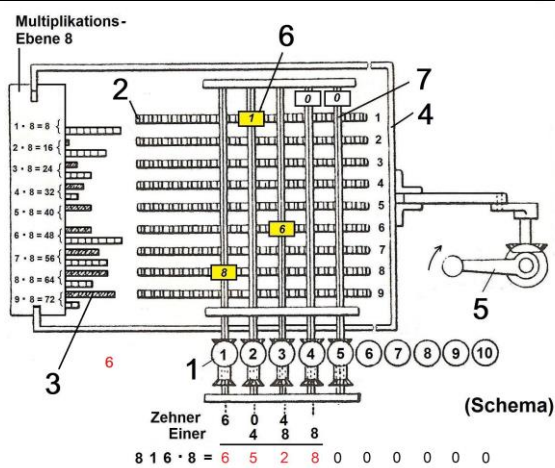 Multiplikations-
Ebene 8
6
7
2
4
0 0
1 · 8 = 8 {
1
1
2 · 8 = 16 {
2
3 · 8 = 24 {
3
4 · 8 = 32 {
4
5 · 8 = 40 {
5
6 · 8 = 48 {
6
6
7 · 8 = 56 {
7
8 · 8 = 64 {
8
8
9 · 8 = 72 {
9
5
3
6
1
1 2 3 4 5 6 7 8 9 10
(Schema)
Zehner 6 0 4
Einer 4 8 8
8 1 6 · 8 = 6 5 2 8 0 0 0 0 0 0